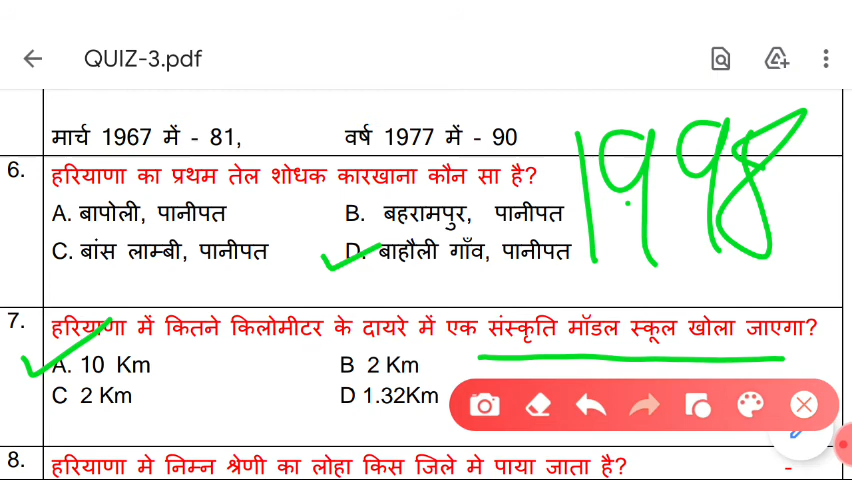 QUIZ-3.pdf
मार्च 1967 में - 81, वर्ष 1977 में - 90
1998
6. हरियाणा का प्रथम तेल शोधक कारखाना कौन सा है?
A. बापोली, पानीपत B. बहरामपुर, पानीपत
C. बांस लाम्बी, पानीपत D. बाहौली गाँव, पानीपत
7. हरियाणा में कितने किलोमीटर के दायरे में एक संस्कृति मॉडल स्कूल खोला जाएगा?
A. 10 Km B 2 Km
C 2 Km D 1.32Km
8. हरियाणा मे निम्न श्रेणी का लोहा किस जिले मे पाया जाता है? -